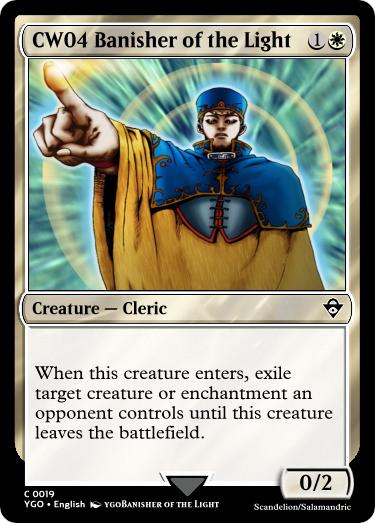 CW04 Banisher of the Light 1
Creature — Cleric
When this creature enters, exile
target creature or enchantment an
opponent controls until this creature
leaves the battlefield.
0/2
C 0019
YGO • English YGOBANISHER OF THE LIGHT
Scandelion/Salamandric